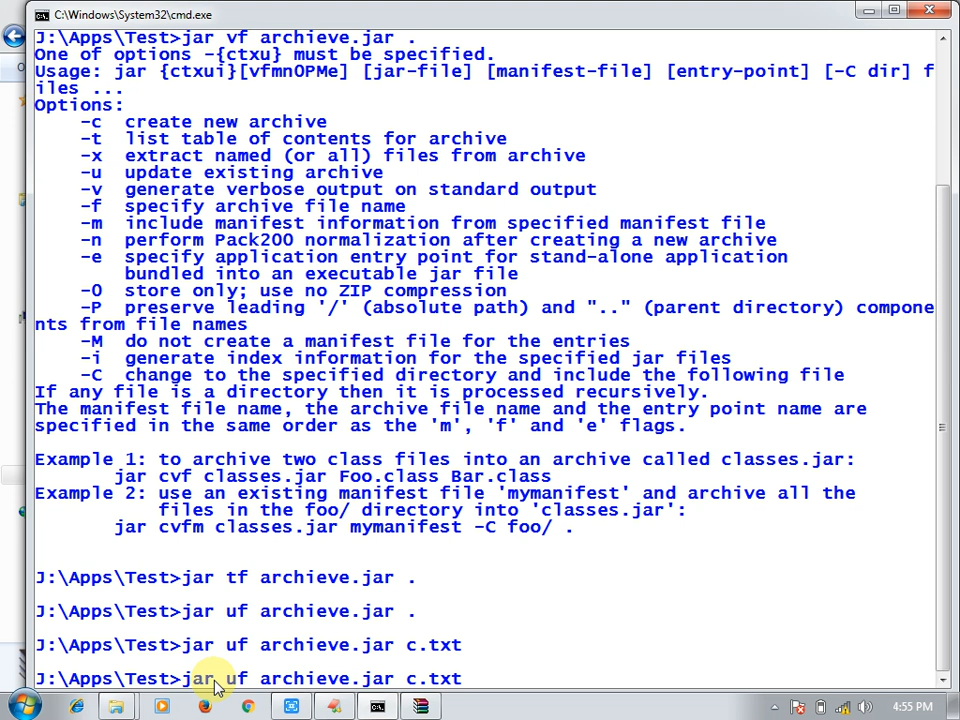 C:\Windows\System32\cmd.exe
J:\Apps\Test>jar vf archieve.jar .
One of options -{ctxu} must be specified.
Usage: jar {ctxui}[vfmn0PMe] [jar-file] [manifest-file] [entry-point] [-C dir] f
iles ...
Options:
-c create new archive
-t list table of contents for archive
-x extract named (or all) files from archive
-u update existing archive
-v generate verbose output on standard output
-f specify archive file name
-m include manifest information from specified manifest file
-n perform Pack200 normalization after creating a new archive
-e specify application entry point for stand-alone application
bundled into an executable jar file
-0 store only; use no ZIP compression
-P preserve leading '/' (absolute path) and ".." (parent directory) compone
nts from file names
-M do not create a manifest file for the entries
-i generate index information for the specified jar files
-C change to the specified directory and include the following file
If any file is a directory then it is processed recursively.
The manifest file name, the archive file name and the entry point name are
specified in the same order as the 'm', 'f' and 'e' flags.
Example 1: to archive two class files into an archive called classes.jar:
jar cvf classes.jar Foo.class Bar.class
Example 2: use an existing manifest file 'mymanifest' and archive all the
files in the foo/ directory into 'classes.jar':
jar cvfm classes.jar mymanifest -C foo/ .
J:\Apps\Test>jar tf archieve.jar .
J:\Apps\Test>jar uf archieve.jar .
J:\Apps\Test>jar uf archieve.jar c.txt
J:\Apps\Test>jar uf archieve.jar c.txt
4:55 PM